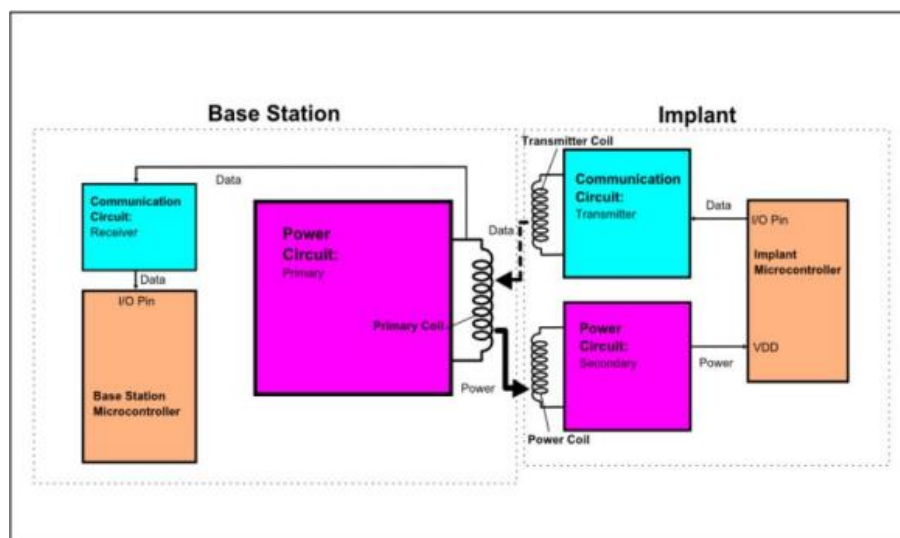 Base Station
Implant
Transmitter Coil
Data
Communication
Circuit:
Receiver
Data
I/O Pin
Base Station
Microcontroller
Power
Circuit:
Primary
Primary Coil
Data
Power
Communication
Circuit:
Transmitter
Data
I/O Pin
Implant
Microcontroller
VDD
Power
Circuit:
Secondary
Power
Power Coil